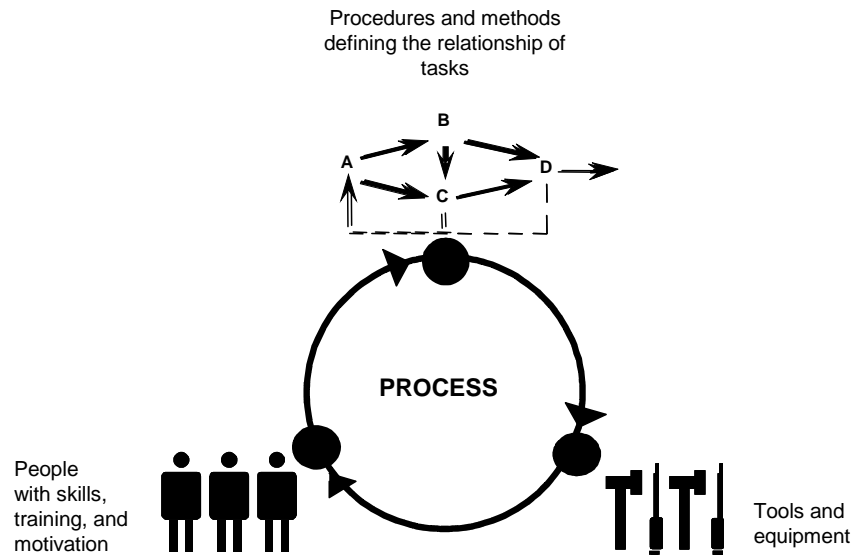 Procedures and methods
defining the relationship of
tasks
B
A
D
C
PROCESS
People
with skills,
training, and
motivation
Tools and
equipment